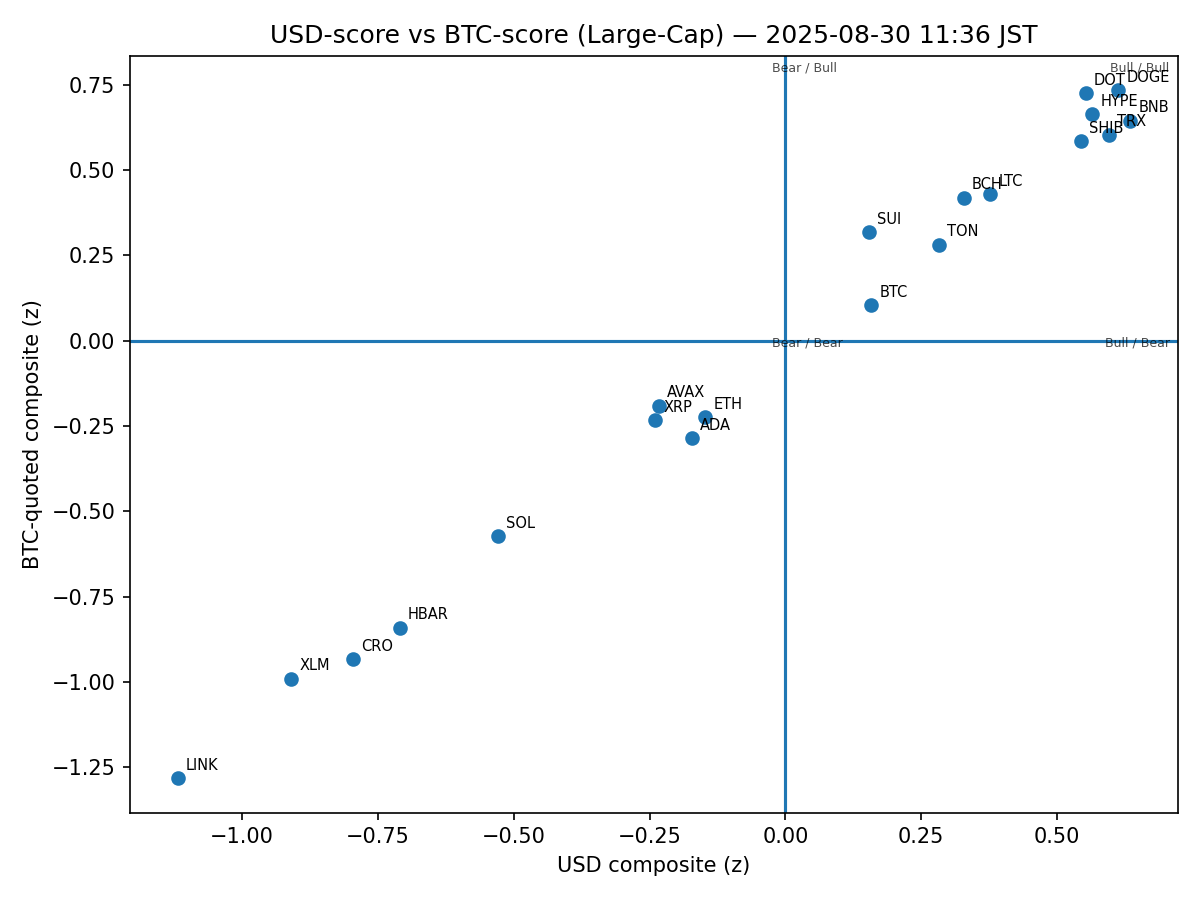 USD-score vs BTC-score (Large-Cap) — 2025-08-30 11:36 JST
BTC-quoted composite (z)
0.75
0.50
0.25
0.00
−0.25
−0.50
−0.75
−1.00
−1.25
Bear / Bull
Bull / Bull
DOT
DOGE
HYPE
BNB
TRX
SHIB
BCH
LTC
SUI
TON
BTC
Bear / Bear
Bull / Bear
AVAX
XRP
ETH
ADA
SOL
HBAR
CRO
XLM
LINK
−1.00
−0.75
−0.50
−0.25
0.00
0.25
0.50
USD composite (z)